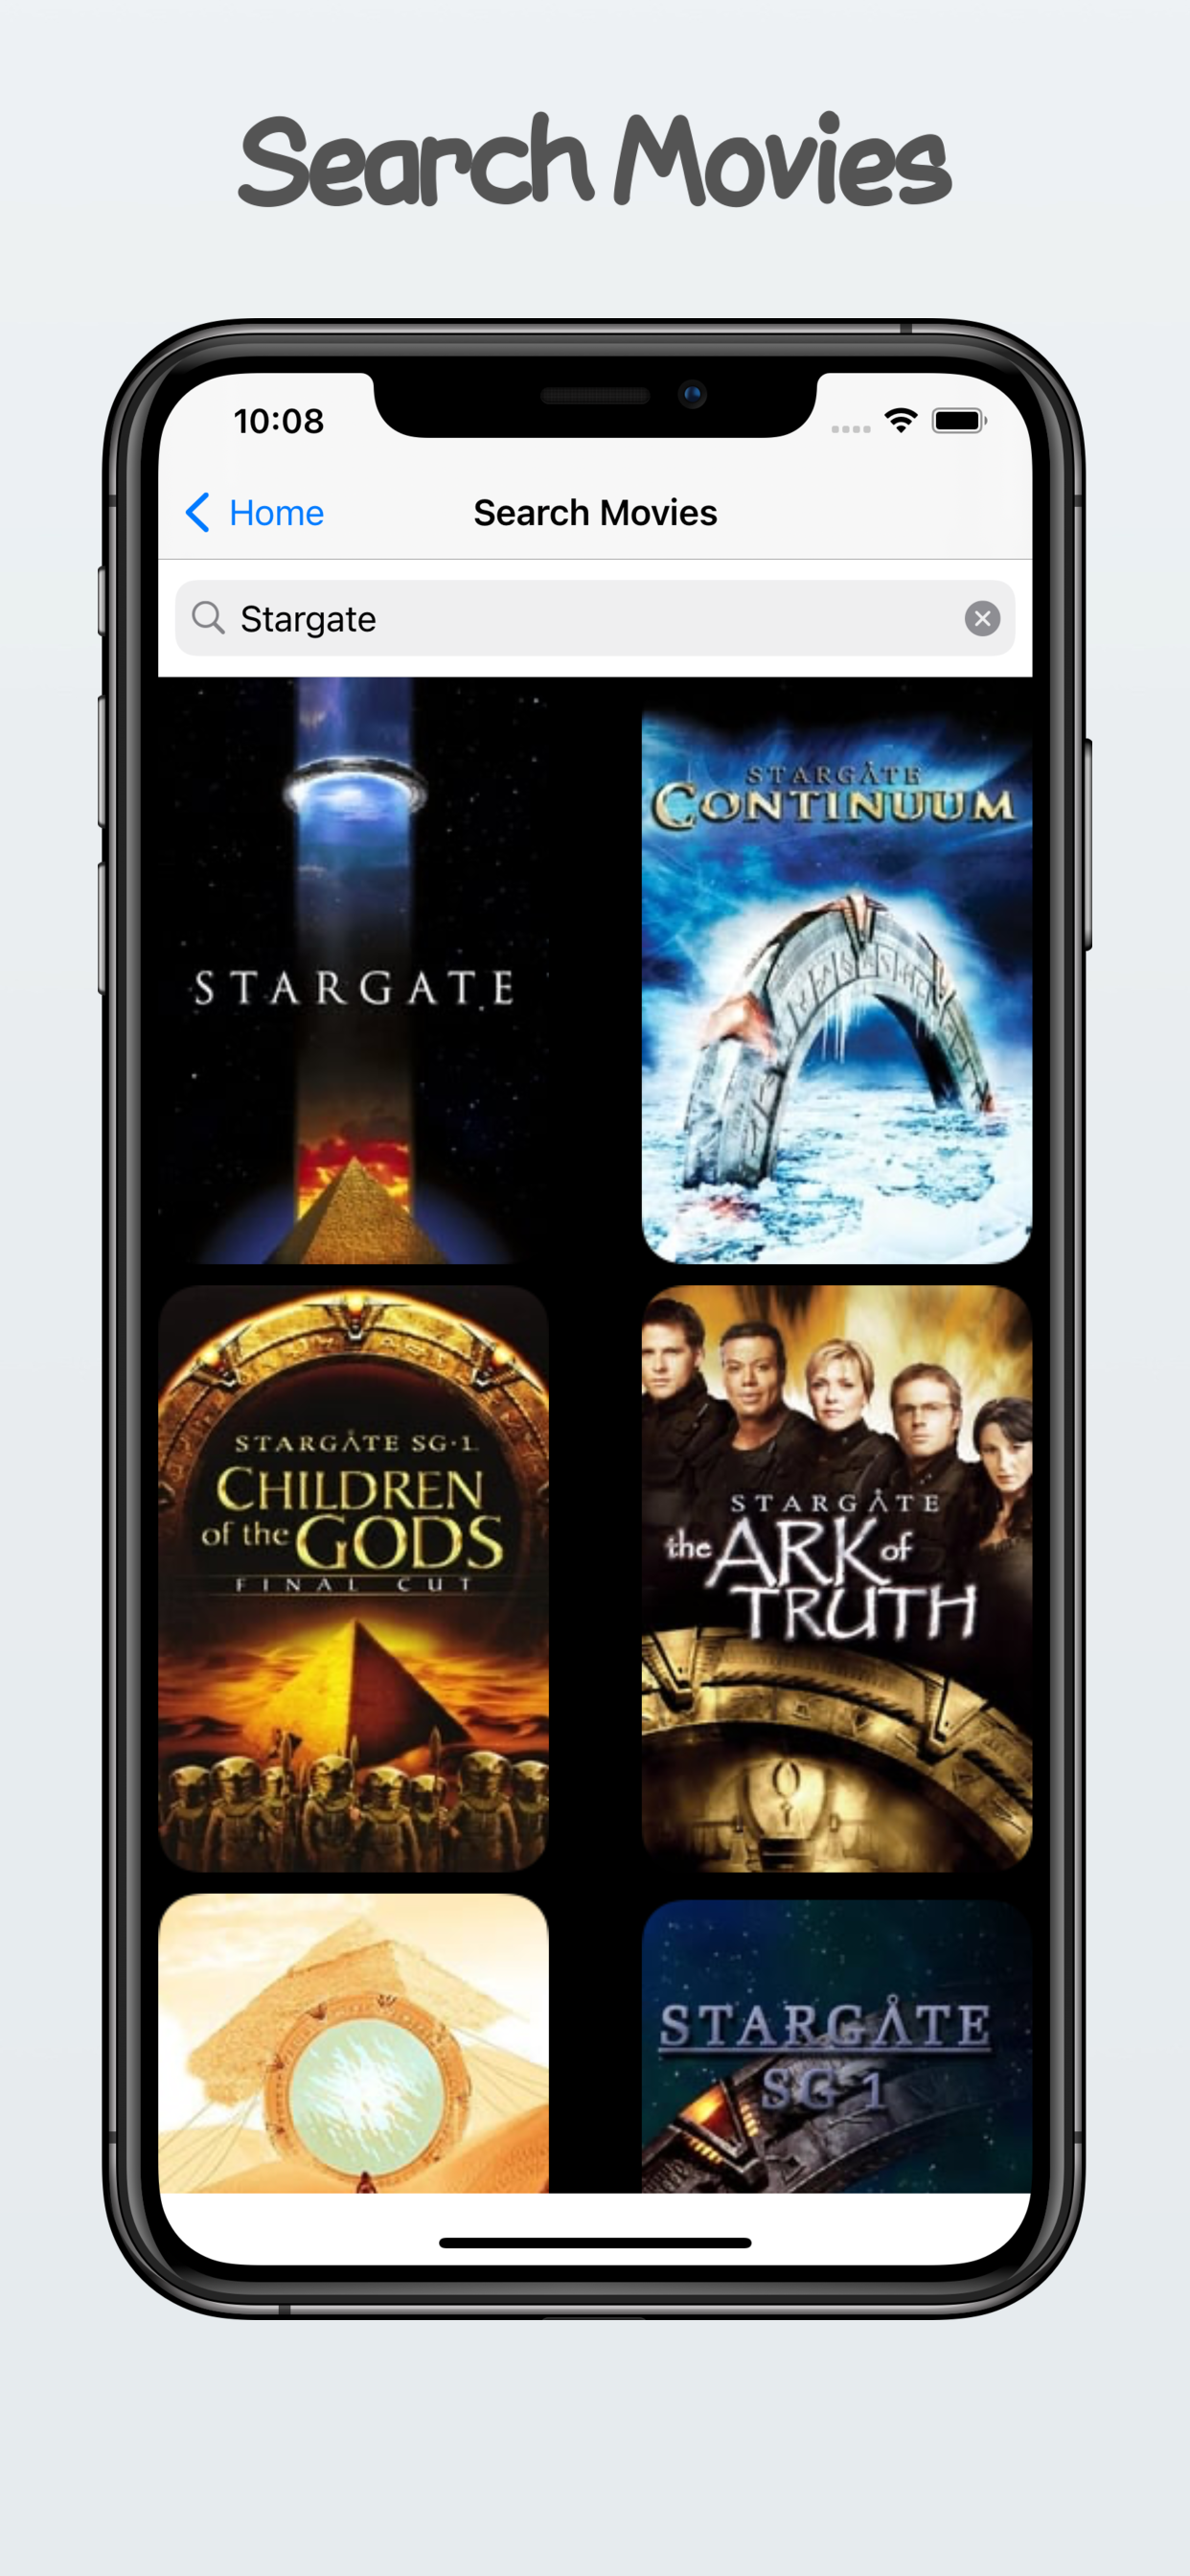 Search Movies
10:08
Home
Search Movies
Stargate
STARGATE
STARGATE
CONTINUUM
STARGATE SG·1
CHILDREN
of the GODS
FINAL CUT
STARGATE
the ARK of
TRUTH
STARGATE
SG 1